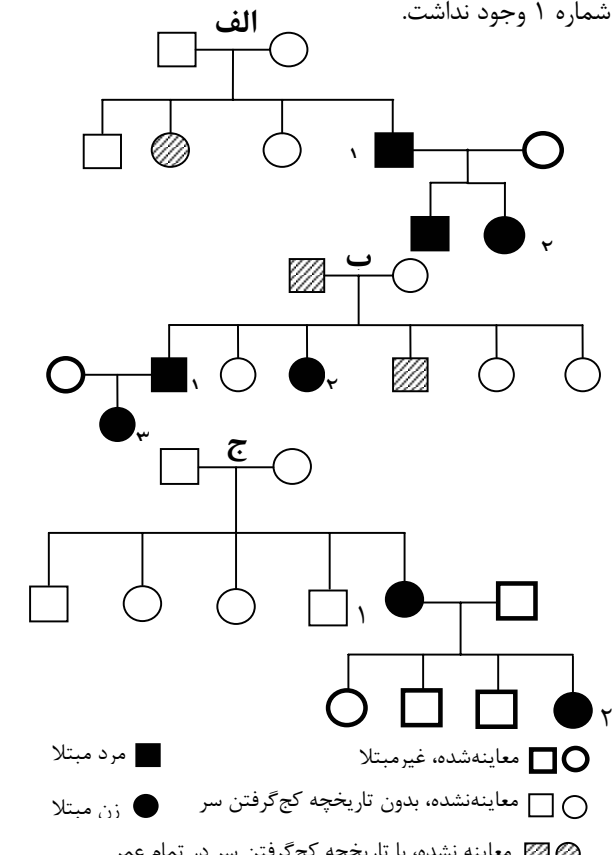 شماره ۱ وجود نداشت.
الف
۱
۲
ب
۱
۲
۳
ج
۱
۲
معاینه‌شده، غیرمبتلا
مرد مبتلا
معاینه‌نشده، بدون تاریخچه کج‌گرفتن سر
زن مبتلا
معاینه نشده، با تاریخچه کج‌گرفتن سر در تمام عمر